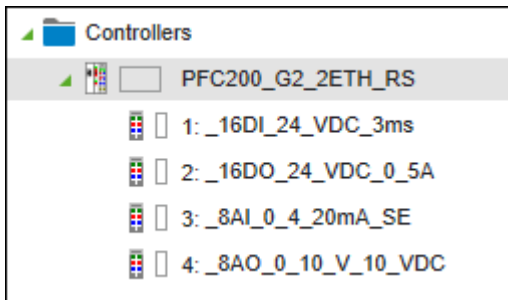 Controllers
PFC200_G2_2ETH_RS
1: _16DI_24_VDC_3ms
2: _16DO_24_VDC_0_5A
3: _8AI_0_4_20mA_SE
4: _8AO_0_10_V_10_VDC